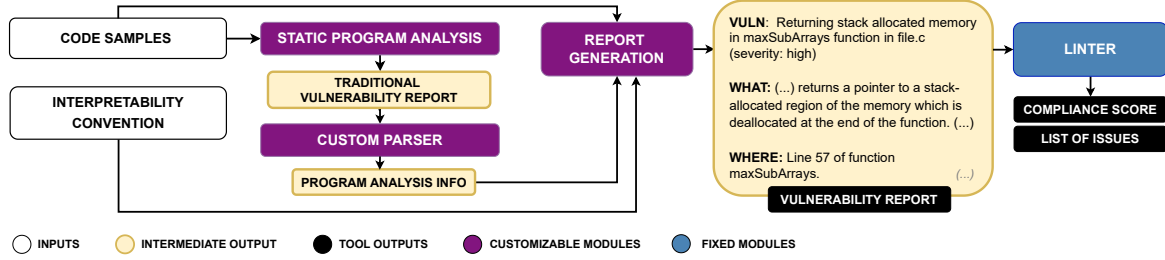 CODE SAMPLES
INTERPRETABILITY
CONVENTION
STATIC PROGRAM ANALYSIS
TRADITIONAL
VULNERABILITY REPORT
CUSTOM PARSER
PROGRAM ANALYSIS INFO
REPORT
GENERATION
VULN: Returning stack allocated memory
in maxSubArrays function in file.c
(severity: high)
WHAT: (...) returns a pointer to a stack-
allocated region of the memory which is
deallocated at the end of the function. (...)
WHERE: Line 57 of function
maxSubArrays.
(...)
VULNERABILITY REPORT
LINTER
COMPLIANCE SCORE
LIST OF ISSUES
INPUTS
INTERMEDIATE OUTPUT
TOOL OUTPUTS
CUSTOMIZABLE MODULES
FIXED MODULES